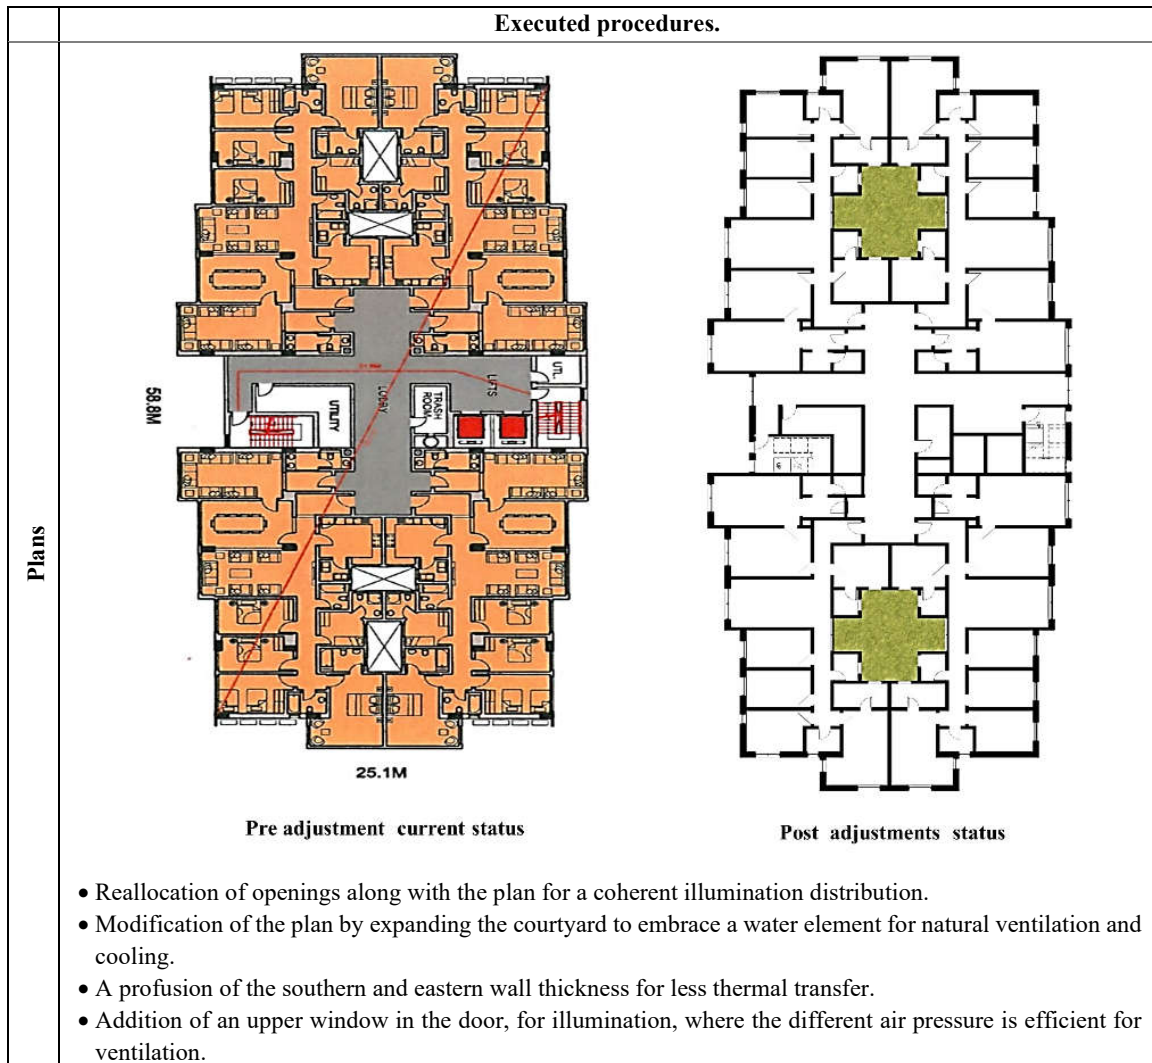 Executed procedures.
Plans
58.8M
UTILITY
LOBBY
TRASH
ROOM
LIFTS
UTL.
25.1M
Pre adjustment current status
Post adjustments status
• Reallocation of openings along with the plan for a coherent illumination distribution.
• Modification of the plan by expanding the courtyard to embrace a water element for natural ventilation and
cooling.
• A profusion of the southern and eastern wall thickness for less thermal transfer.
• Addition of an upper window in the door, for illumination, where the different air pressure is efficient for
ventilation.